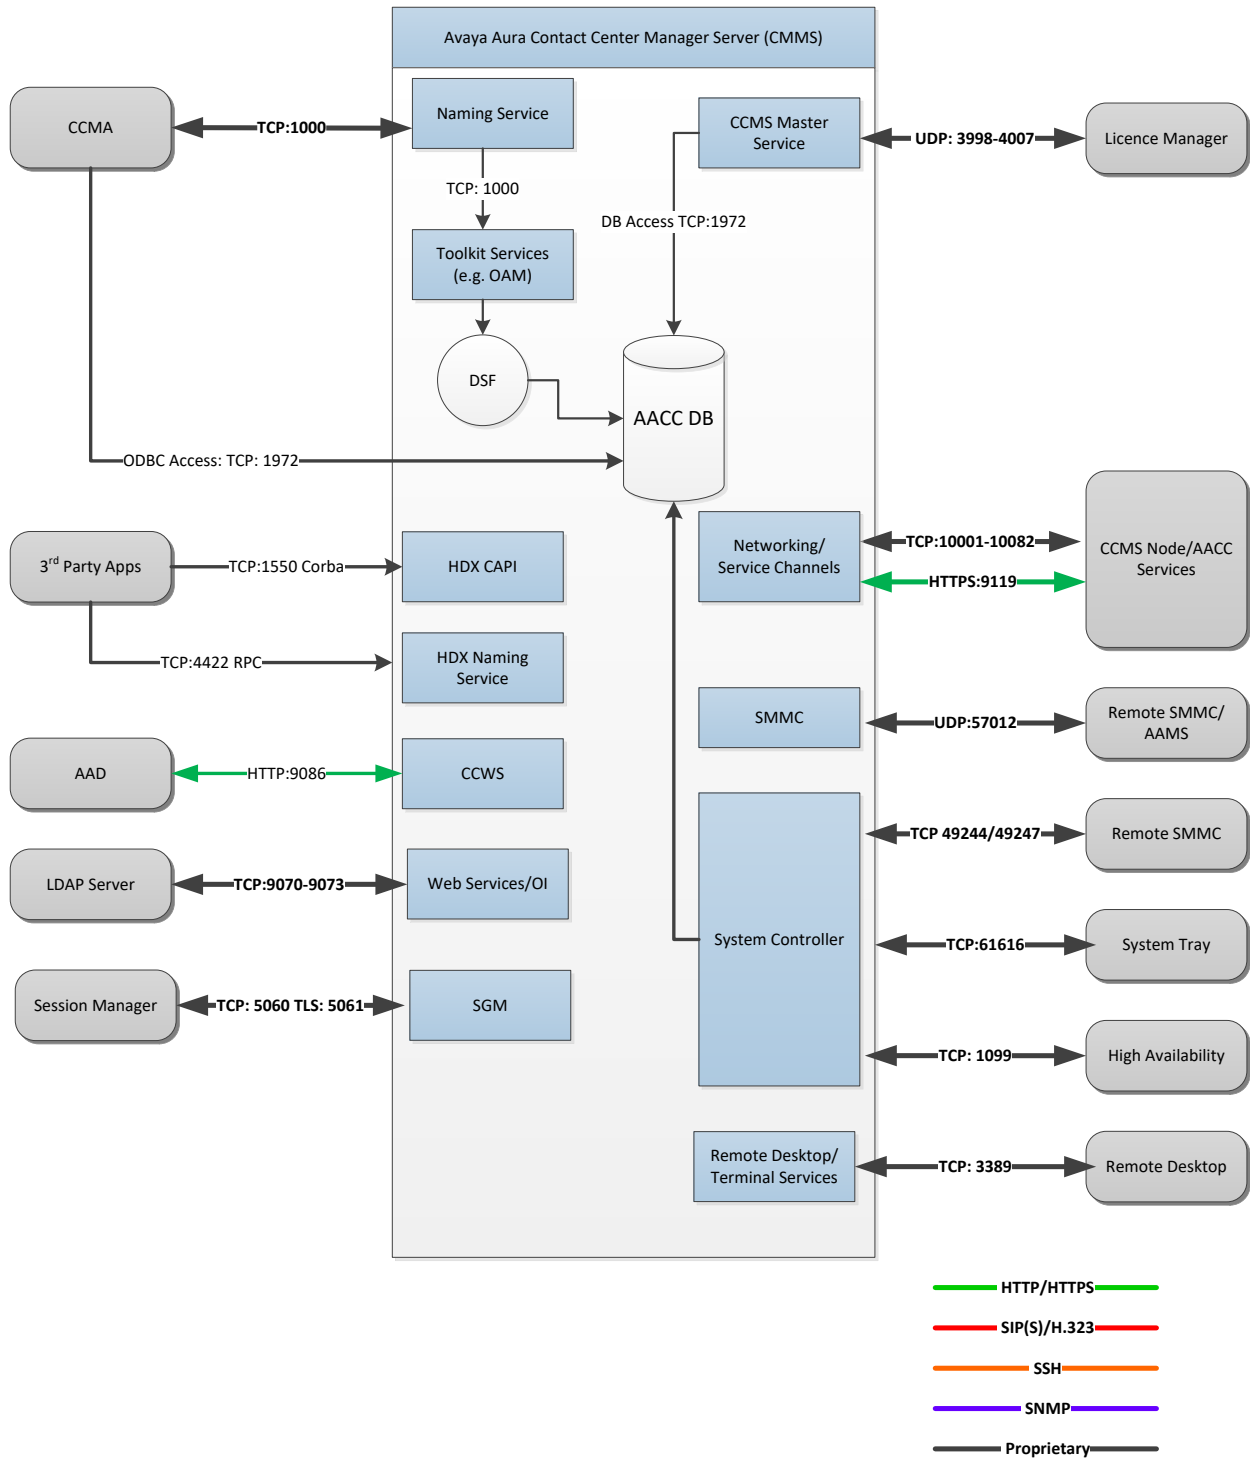 Avaya Aura Contact Center Manager Server (CMMS)
CCMA
TCP:1000
Naming Service
CCMS Master
Service
UDP: 3998-4007
Licence Manager
TCP: 1000
DB Access TCP:1972
Toolkit Services
(e.g. OAM)
DSF
AACC DB
ODBC Access: TCP: 1972
3rd Party Apps
TCP:1550 Corba
HDX CAPI
Networking/
Service Channels
TCP:10001-10082
HTTPS:9119
CCMS Node/AACC
Services
TCP:4422 RPC
HDX Naming
Service
SMMC
UDP:57012
Remote SMMC/
AAMS
AAD
HTTP:9086
CCWS
TCP 49244/49247
Remote SMMC
LDAP Server
TCP:9070-9073
Web Services/OI
System Controller
TCP:61616
System Tray
Session Manager
TCP: 5060 TLS: 5061
SGM
TCP: 1099
High Availability
Remote Desktop/
Terminal Services
TCP: 3389
Remote Desktop
HTTP/HTTPS
SIP(S)/H.323
SSH
SNMP
Proprietary